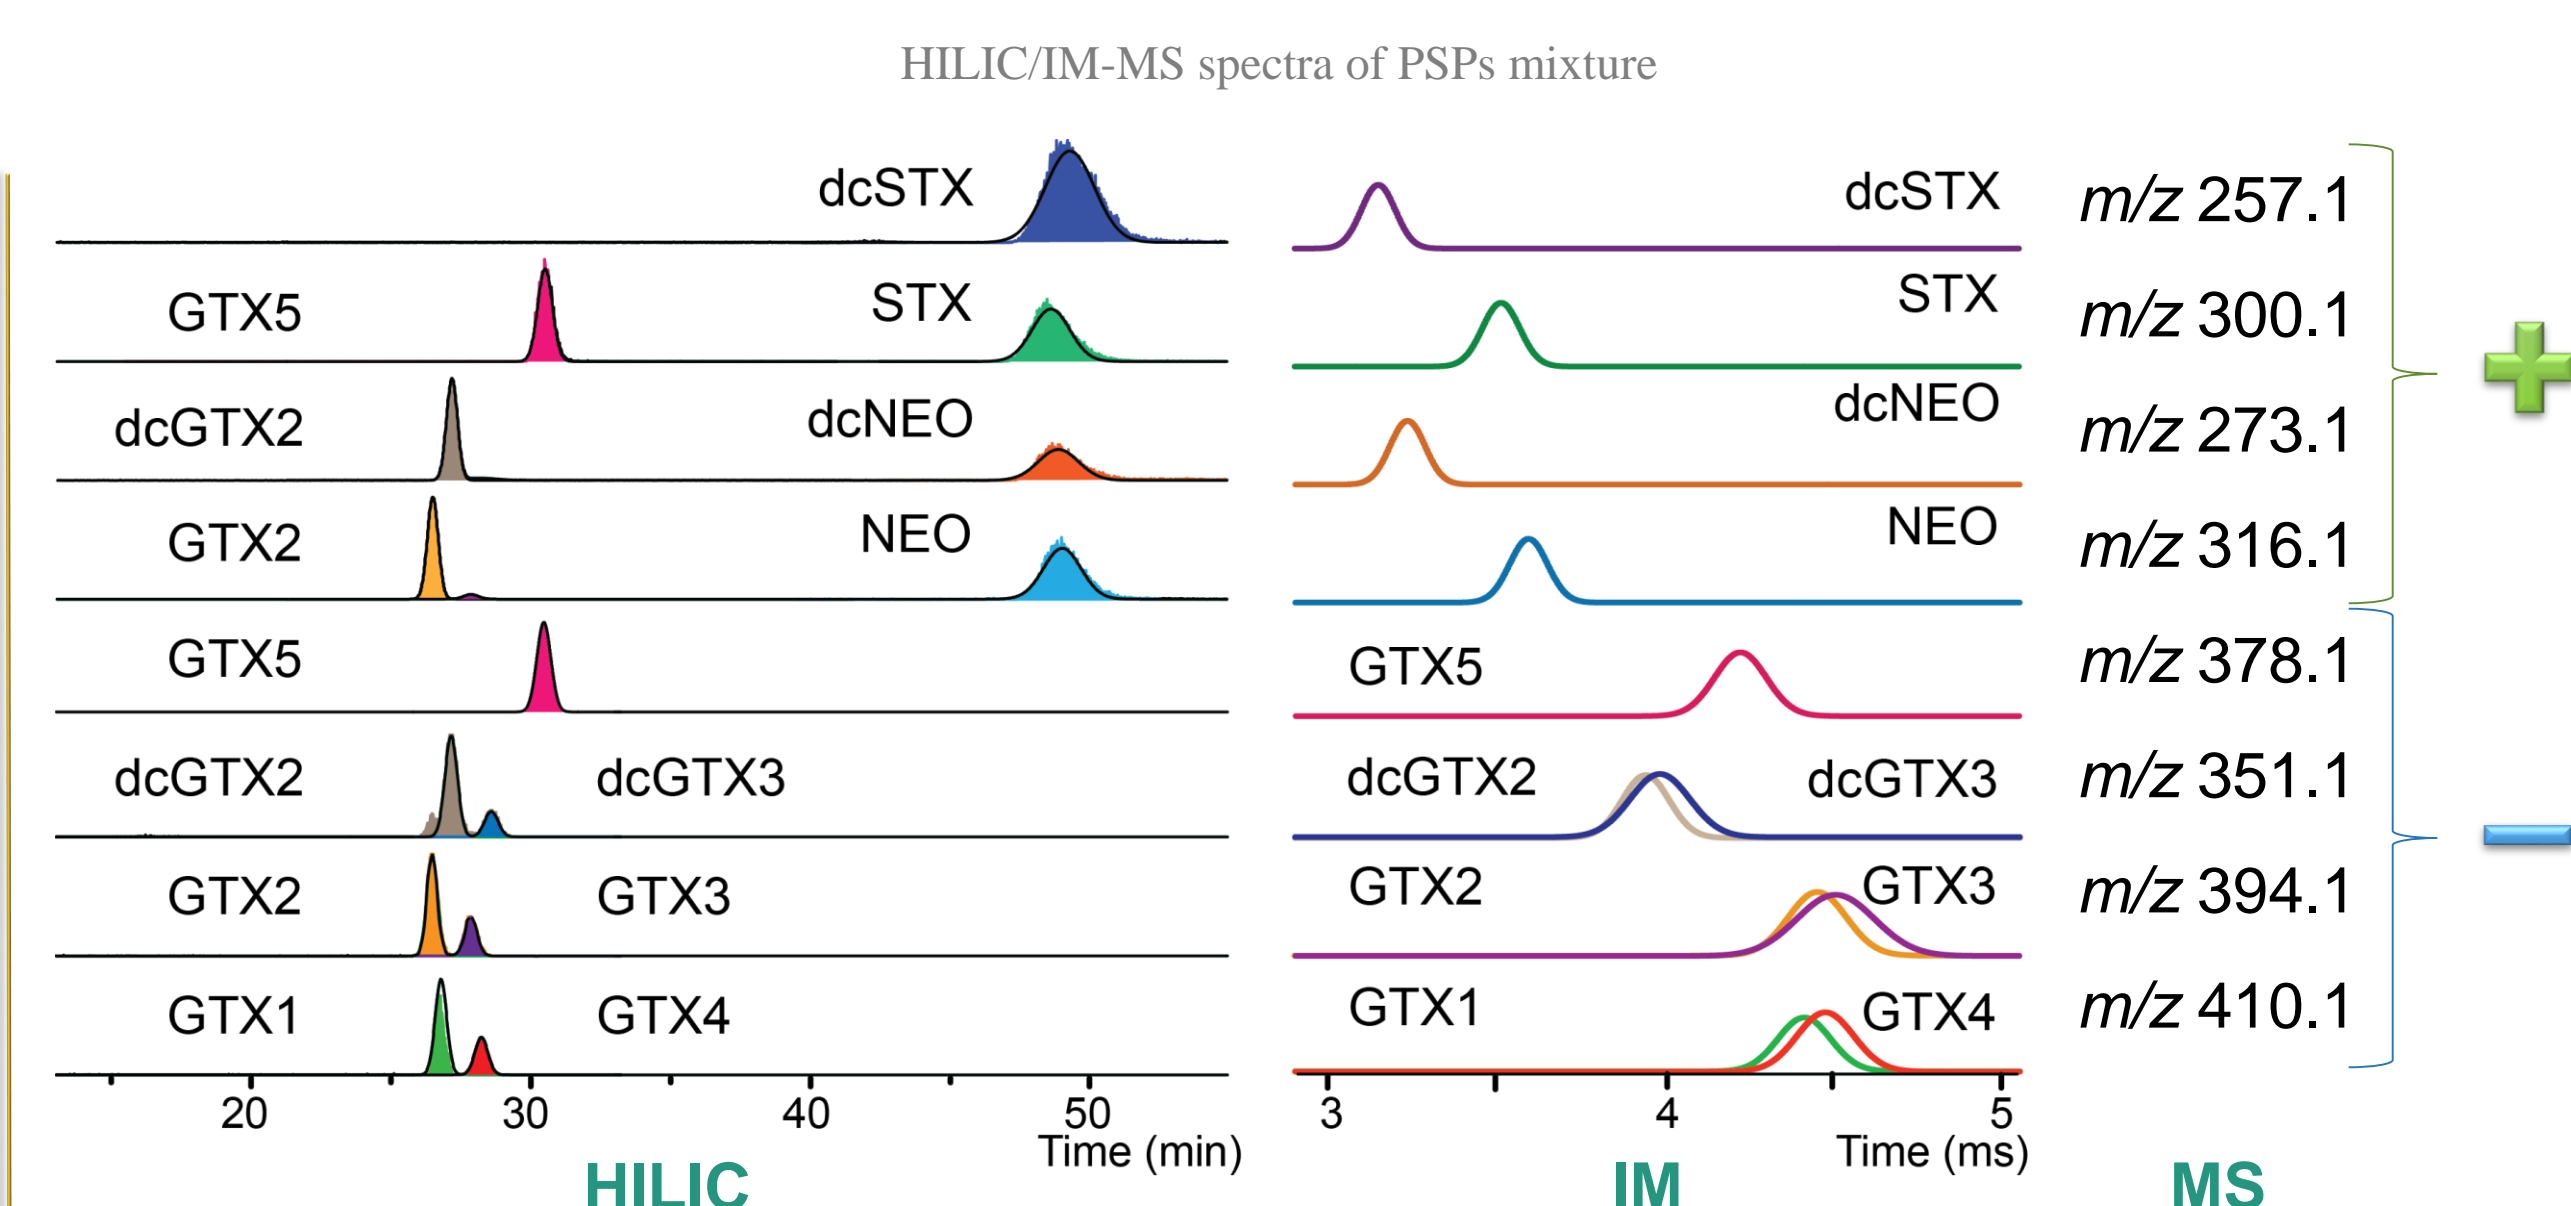 HILIC/IM-MS spectra of PSPs mixture
dcSTX dcSTX m/z 257.1
GTX5 STX STX m/z 300.1
dcGTX2 dcNEO dcNEO m/z 273.1
GTX2 NEO NEO m/z 316.1
GTX5 GTX5 m/z 378.1
dcGTX2 dcGTX3 dcGTX2 dcGTX3 m/z 351.1
GTX2 GTX3 GTX2 GTX3 m/z 394.1
GTX1 GTX4 GTX1 GTX4 m/z 410.1
20 30 40 50 3 4 5
Time (min) Time (ms)
HILIC IM MS